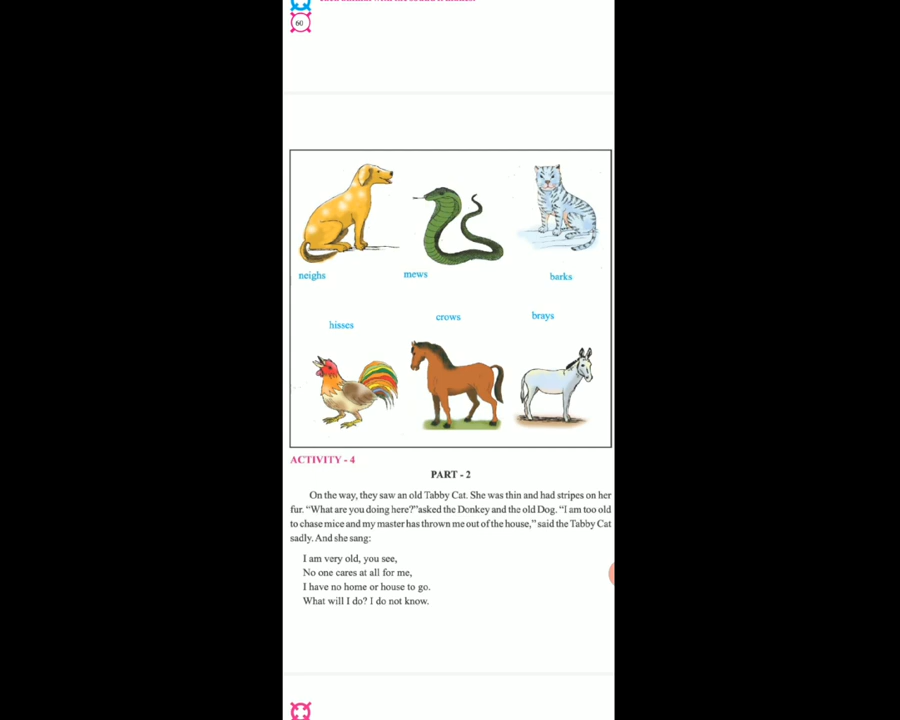 60
neighs
mews
barks
hisses
crows
brays
ACTIVITY - 4
PART - 2
On the way, they saw an old Tabby Cat. She was thin and had stripes on her
fur. “What are you doing here?”asked the Donkey and the old Dog. “I am too old
to chase mice and my master has thrown me out of the house,” said the Tabby Cat
sadly. And she sang:
I am very old, you see,
No one cares at all for me,
I have no home or house to go.
What will I do? I do not know.